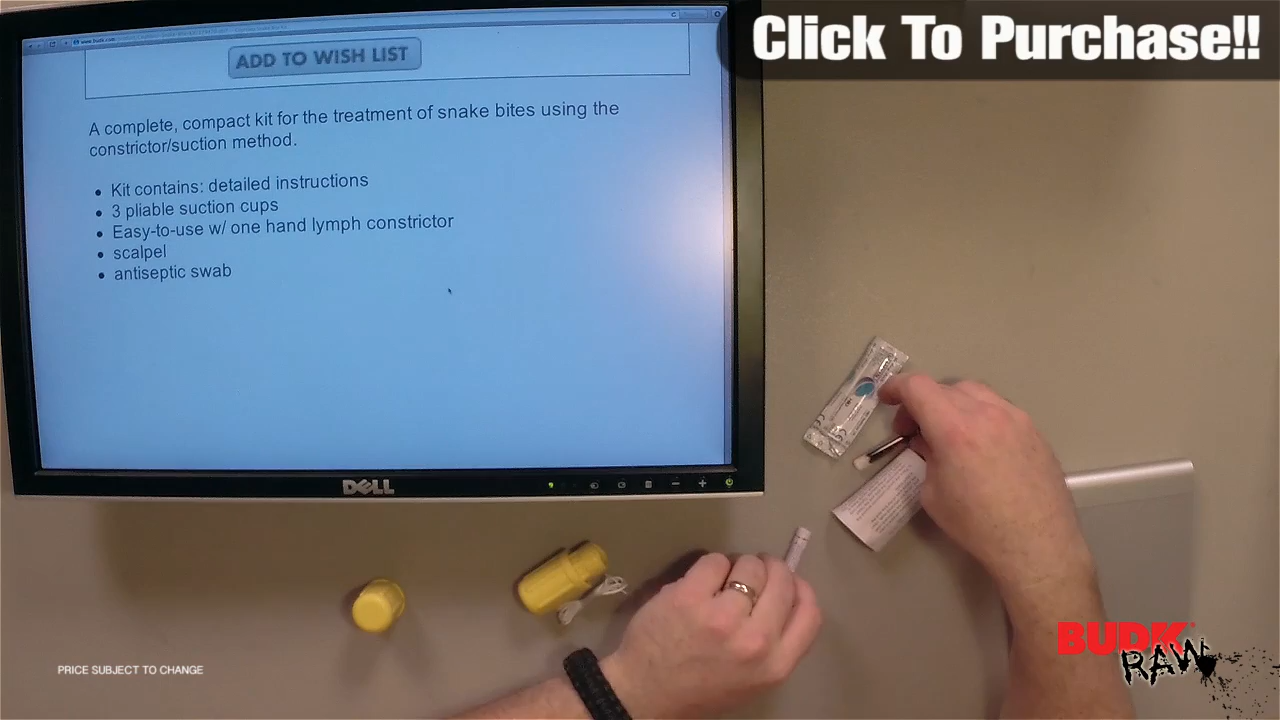 Click To Purchase!!
ADD TO WISH LIST
A complete, compact kit for the treatment of snake bites using the
constrictor/suction method.
• Kit contains: detailed instructions
• 3 pliable suction cups
• Easy-to-use w/ one hand lymph constrictor
• scalpel
• antiseptic swab
DELL
BUDK
RAW
PRICE SUBJECT TO CHANGE